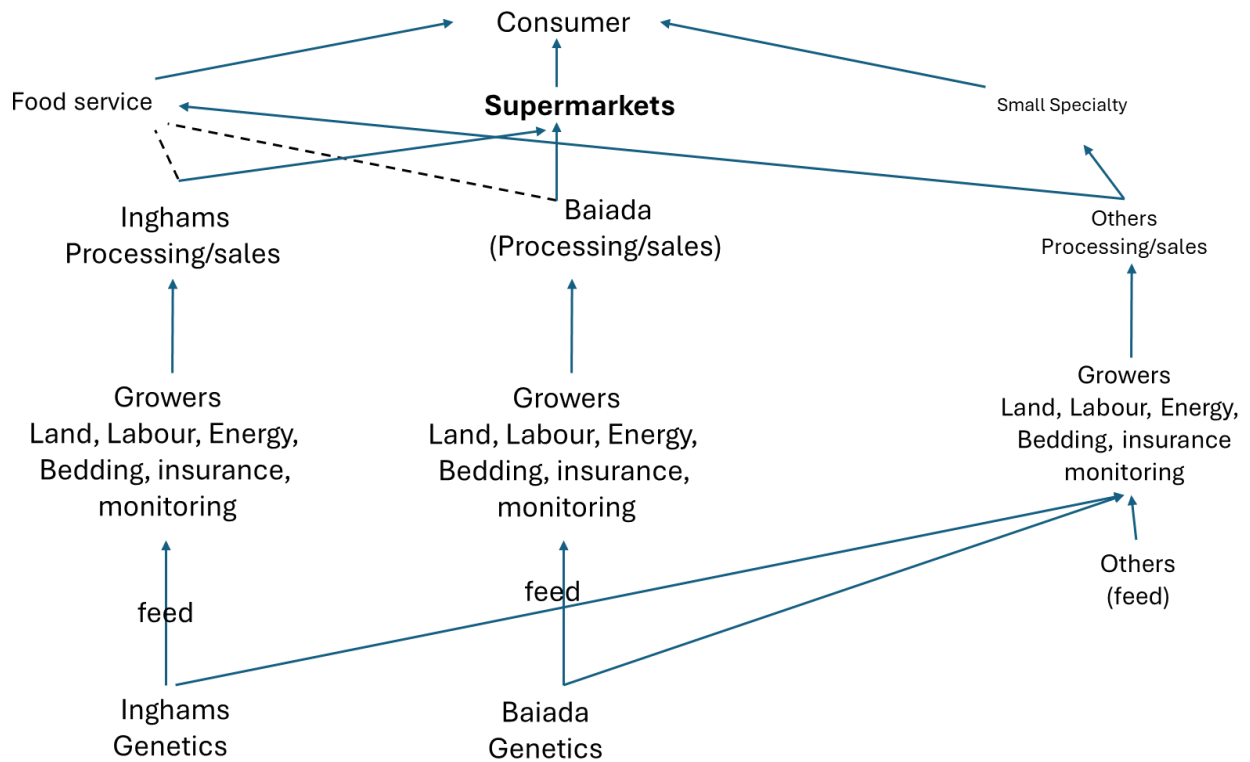 Consumer
Food service
Supermarkets
Small Specialty
Inghams
Processing/sales
Baiada
(Processing/sales)
Others
Processing/sales
Growers
Land, Labour, Energy,
Bedding, insurance,
monitoring
Growers
Land, Labour, Energy,
Bedding, insurance,
monitoring
Growers
Land, Labour, Energy,
Bedding, insurance
monitoring
feed
feed
Others
(feed)
Inghams
Genetics
Baiada
Genetics